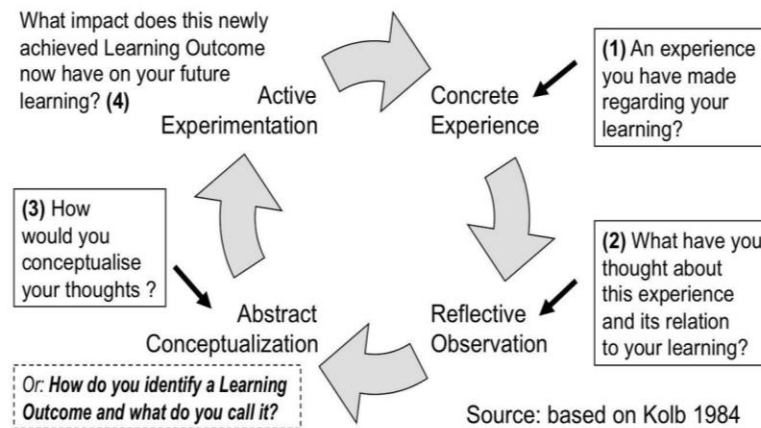 What impact does this newly
achieved Learning Outcome
now have on your future
learning? (4)
Active
Experimentation
Concrete
Experience
(1) An experience
you have made
regarding your
learning?
(2) What have you
thought about
this experience
and its relation
to your learning?
Reflective
Observation
(3) How
would you
conceptualise
your thoughts ?
Abstract
Conceptualization
Or: How do you identify a Learning
Outcome and what do you call it?
Source: based on Kolb 1984